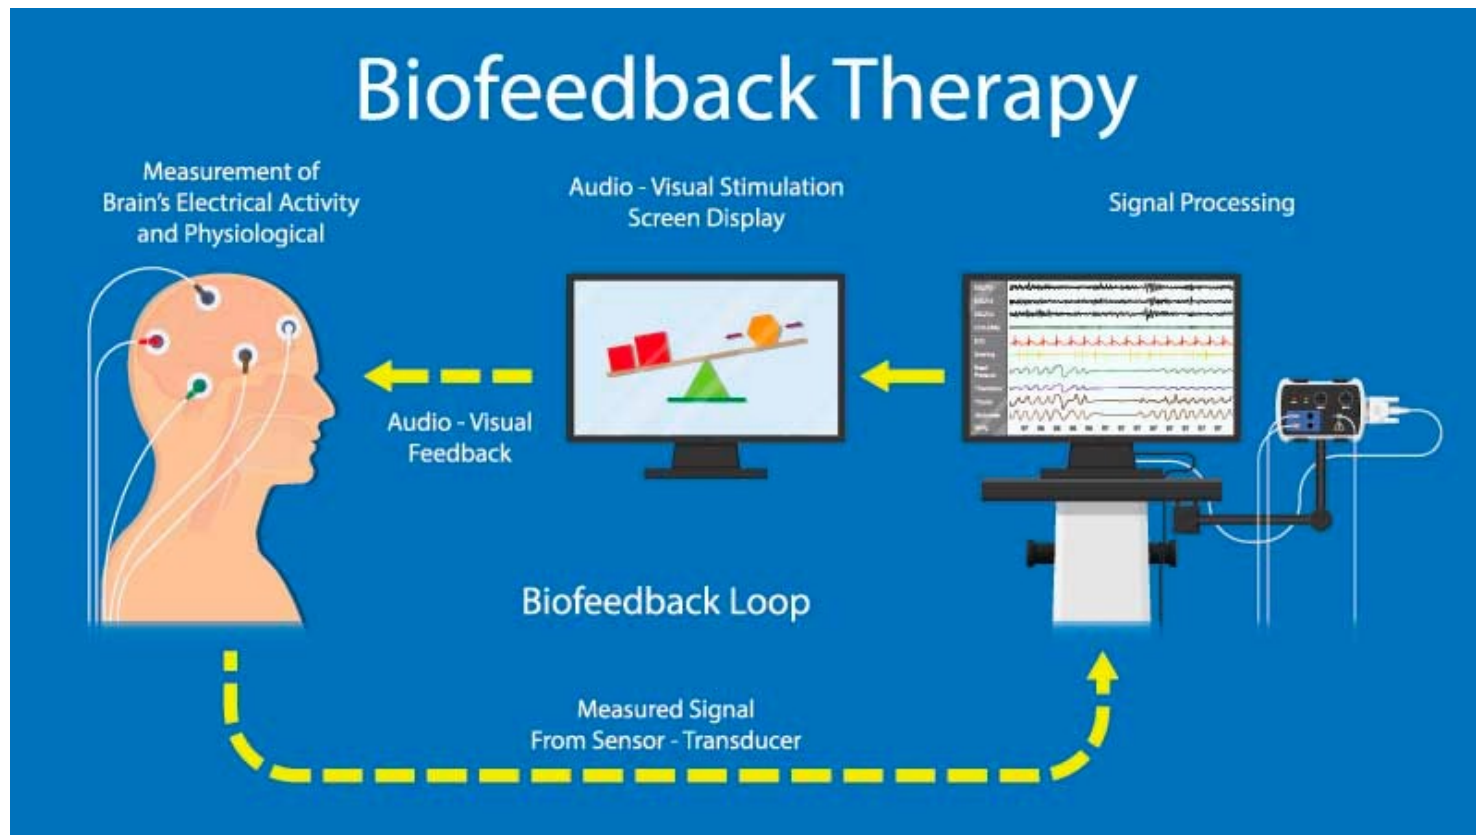 Biofeedback Therapy
Measurement of
Brain's Electrical Activity
and Physiological
Audio - Visual Stimulation
Screen Display
Signal Processing
Audio - Visual
Feedback
Biofeedback Loop
Measured Signal
From Sensor - Transducer